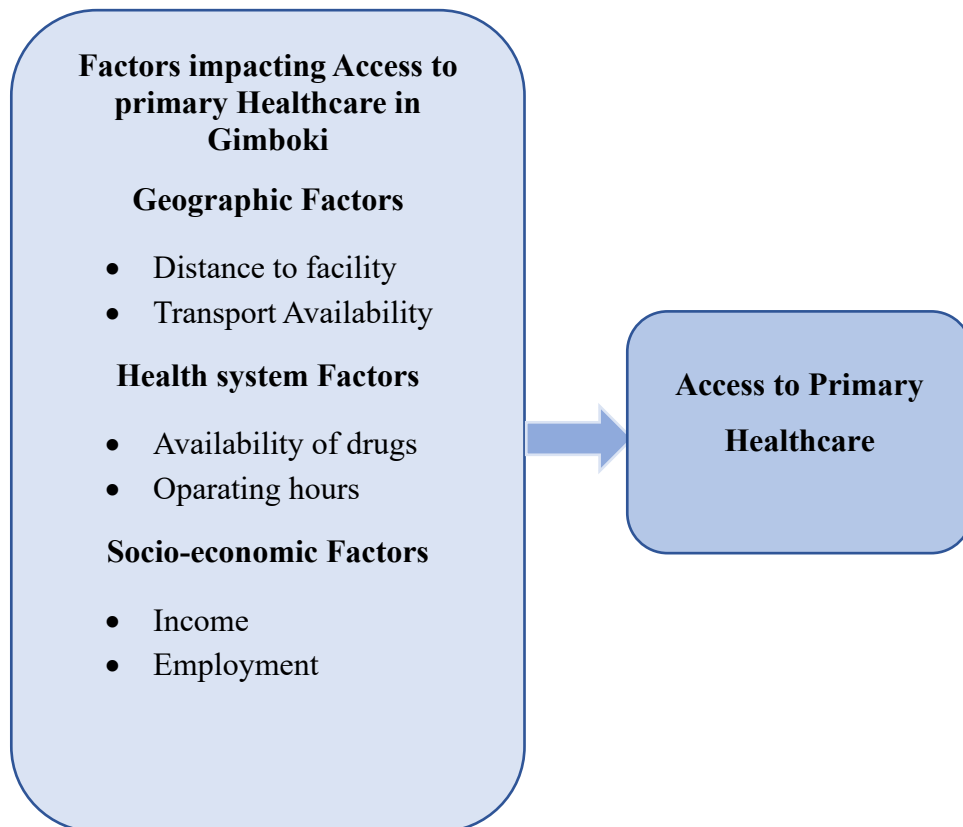 Factors impacting Access to
primary Healthcare in
Gimboki
Geographic Factors
• Distance to facility
• Transport Availability
Health system Factors
• Availability of drugs
• Oparating hours
Socio-economic Factors
• Income
• Employment
Access to Primary
Healthcare